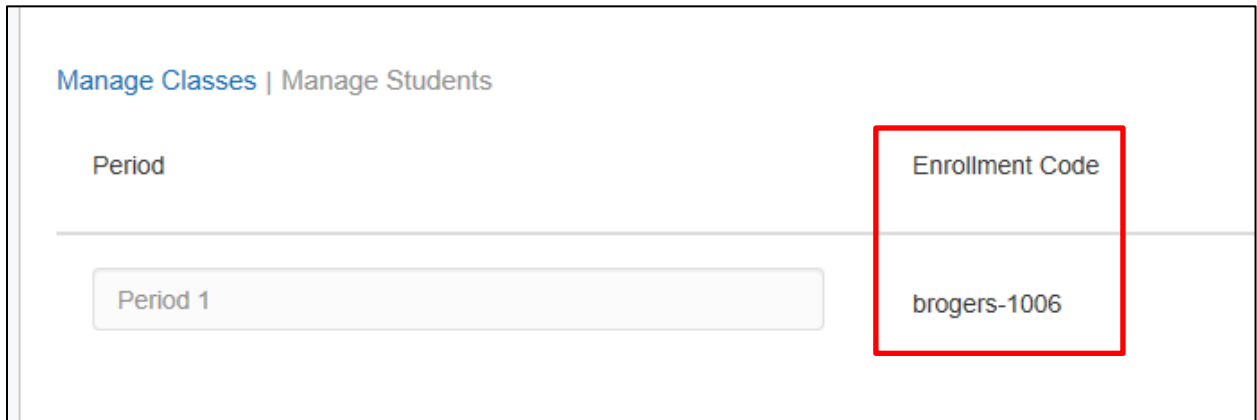 Manage Classes | Manage Students
Period Enrollment Code
Period 1 brogers-1006